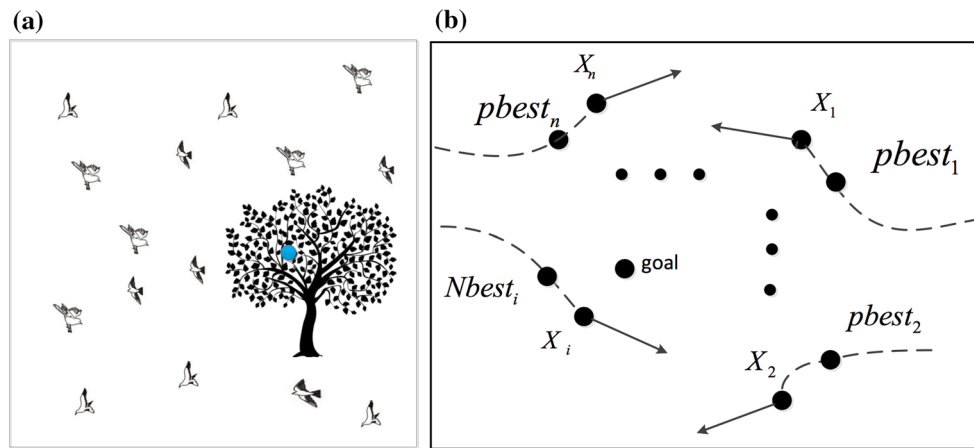 (a)
(b)
X_n
pbest_n
X_1
pbest_1
goal
Nbest_i
X_i
pbest_2
X_2